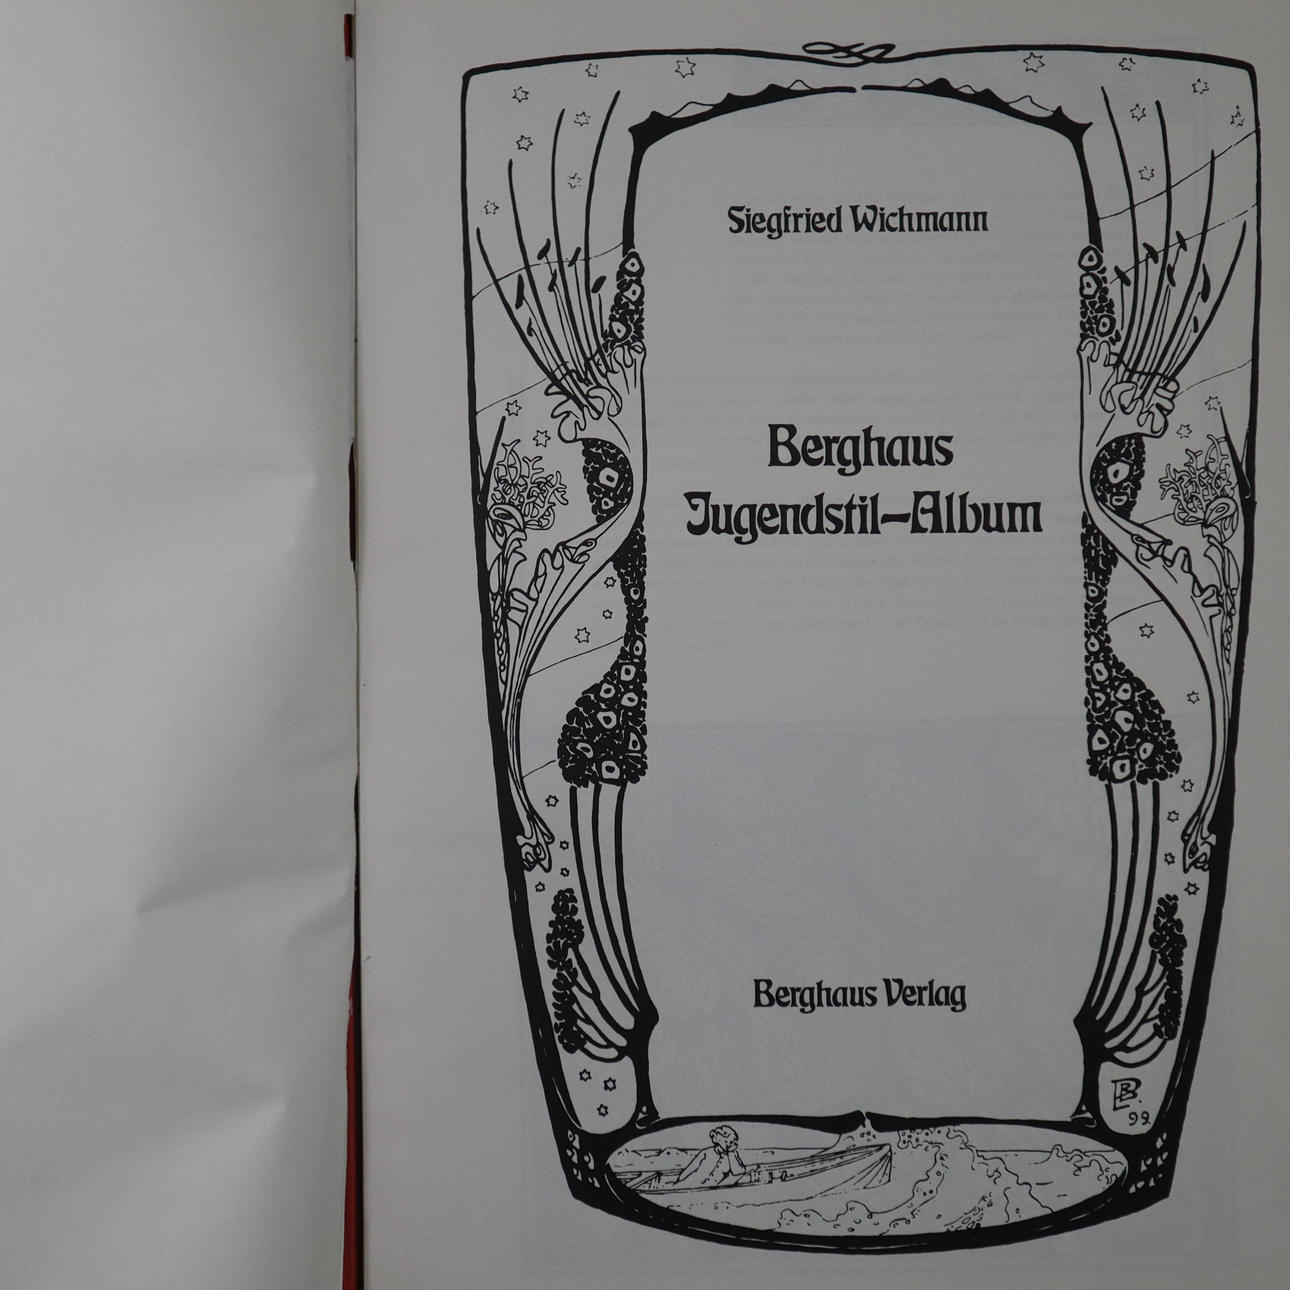 Siegfried Wichmann
Berghaus
Jugendstil-Album
Berghaus Verlag
B.
99.